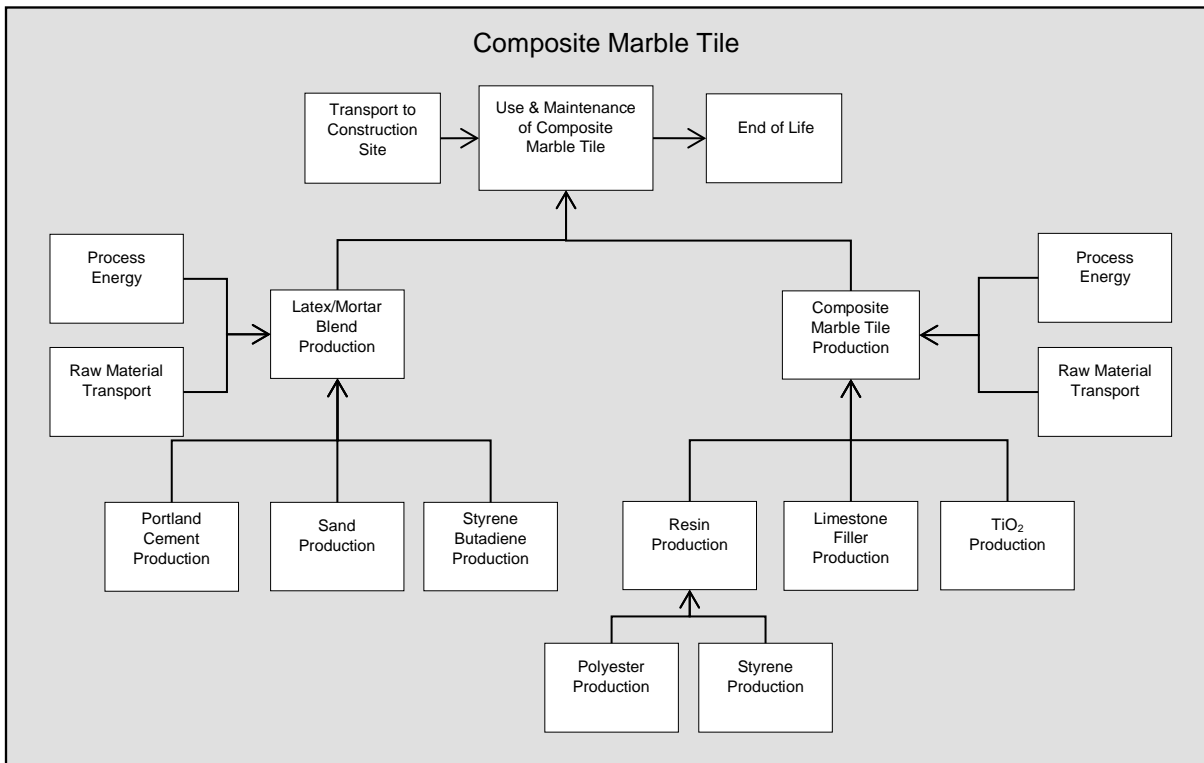 Composite Marble Tile
Transport to
Construction
Site
Use & Maintenance
of Composite
Marble Tile
End of Life
Process
Energy
Latex/Mortar
Blend
Production
Raw Material
Transport
Composite
Marble Tile
Production
Process
Energy
Raw Material
Transport
Portland
Cement
Production
Sand
Production
Styrene
Butadiene
Production
Resin
Production
Limestone
Filler
Production
TiO₂
Production
Polyester
Production
Styrene
Production